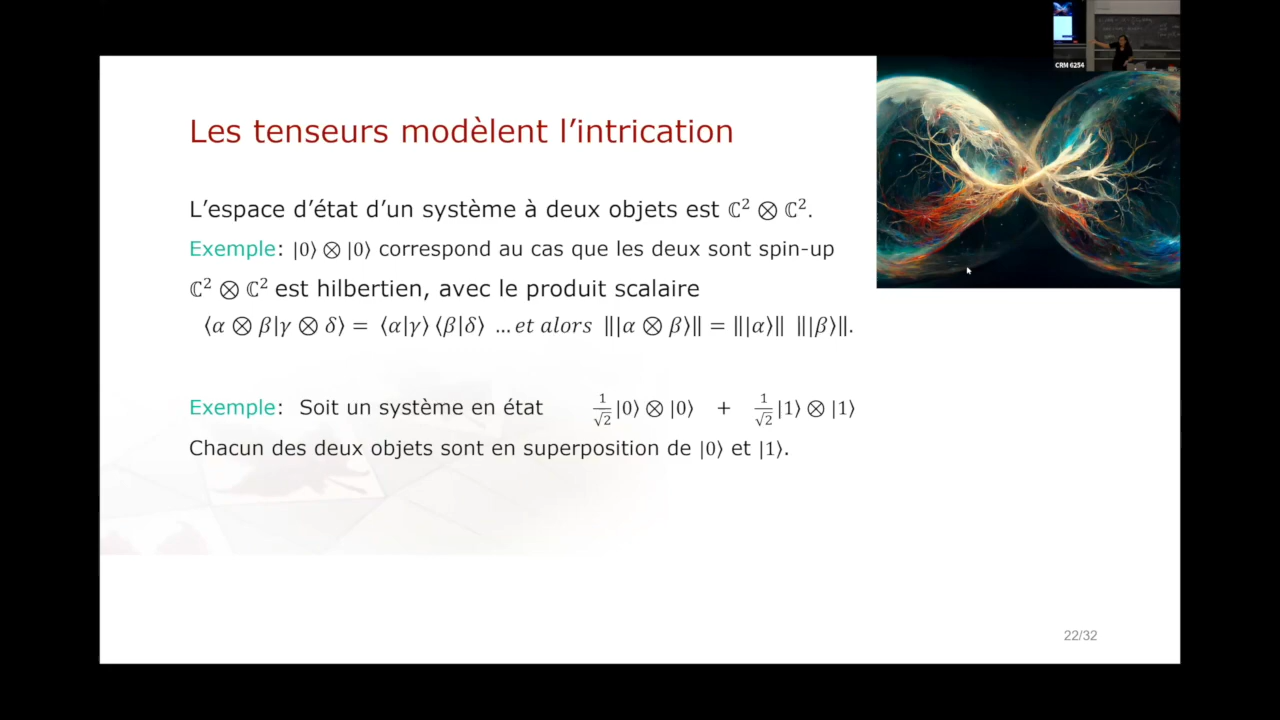 CRM 6254
Les tenseurs modèlent l'intrication
L'espace d'état d'un système à deux objets est ℂ² ⊗ ℂ².
Exemple: |0⟩ ⊗ |0⟩ correspond au cas que les deux sont spin-up
ℂ² ⊗ ℂ² est hilbertien, avec le produit scalaire
⟨α ⊗ β|γ ⊗ δ⟩ = ⟨α|γ⟩ ⟨β|δ⟩ …et alors ‖|α ⊗ β⟩‖ = ‖|α⟩‖ ‖|β⟩‖.
Exemple: Soit un système en état 1/√2 |0⟩ ⊗ |0⟩ + 1/√2 |1⟩ ⊗ |1⟩
Chacun des deux objets sont en superposition de |0⟩ et |1⟩.
22/32